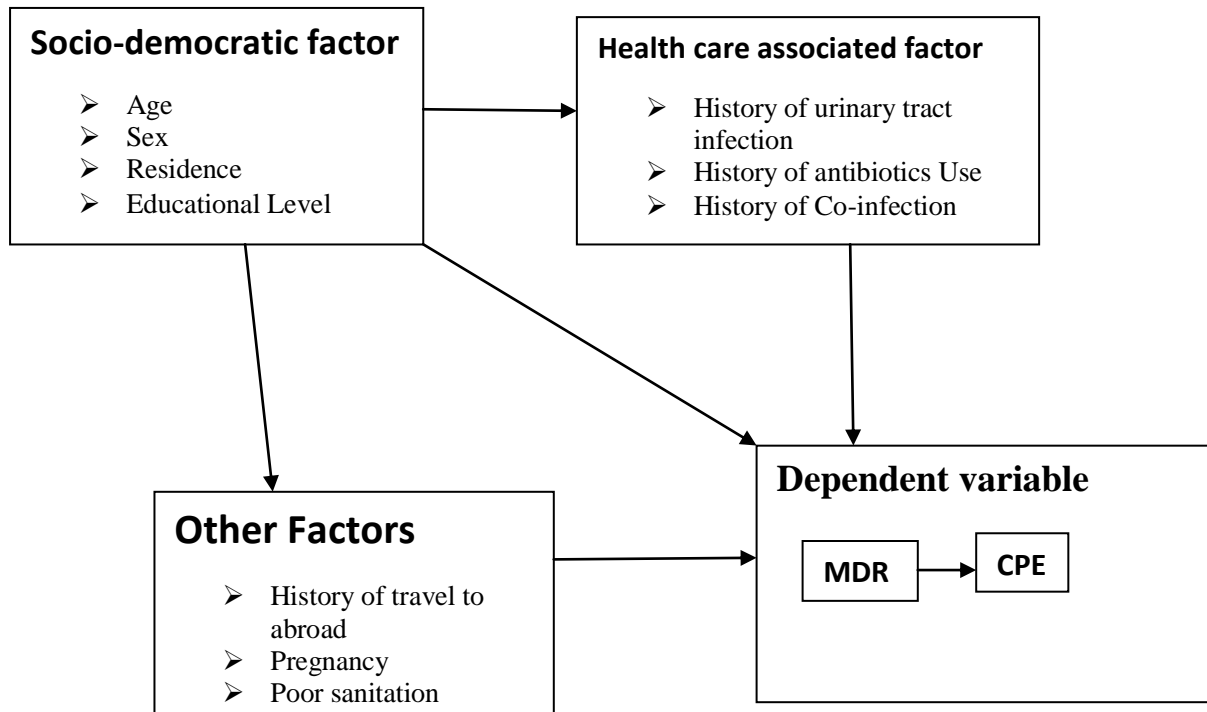 Socio-democratic factor
➢ Age
➢ Sex
➢ Residence
➢ Educational Level
Health care associated factor
➢ History of urinary tract
infection
➢ History of antibiotics Use
➢ History of Co-infection
Other Factors
➢ History of travel to
abroad
➢ Pregnancy
➢ Poor sanitation
Dependent variable
MDR
CPE